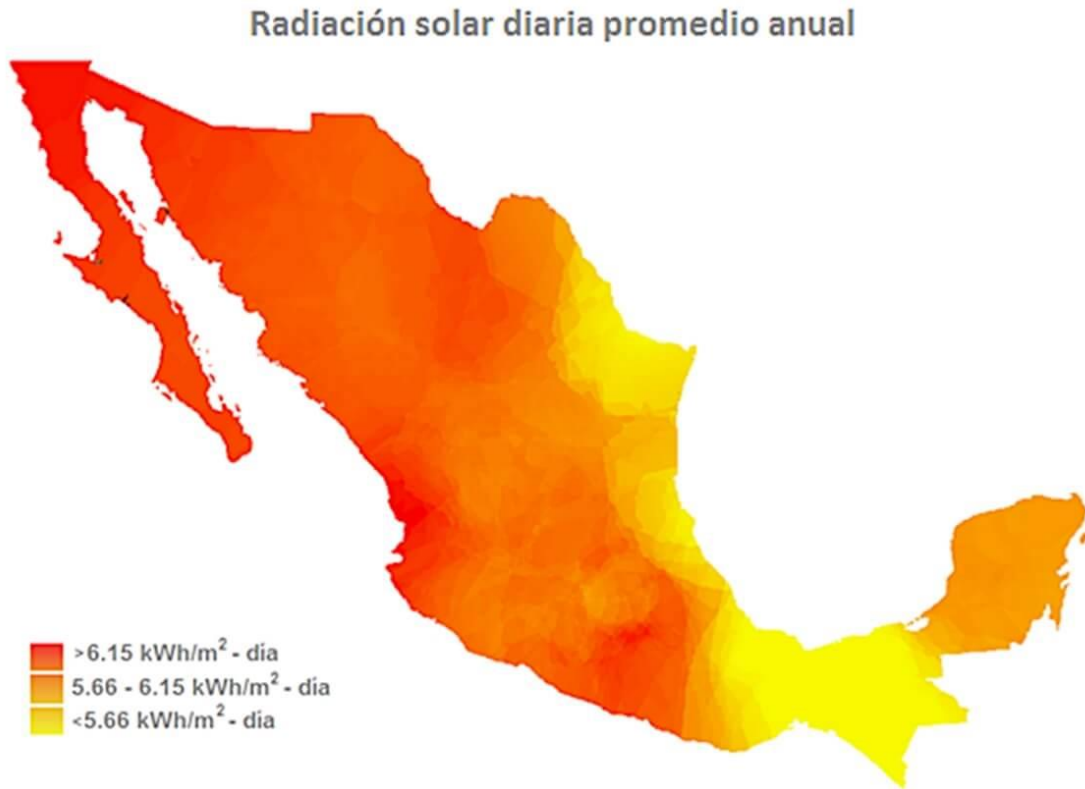 Radiación solar diaria promedio anual
>6.15 kWh/m² - dia
5.66 - 6.15 kWh/m² - dia
<5.66 kWh/m² - dia